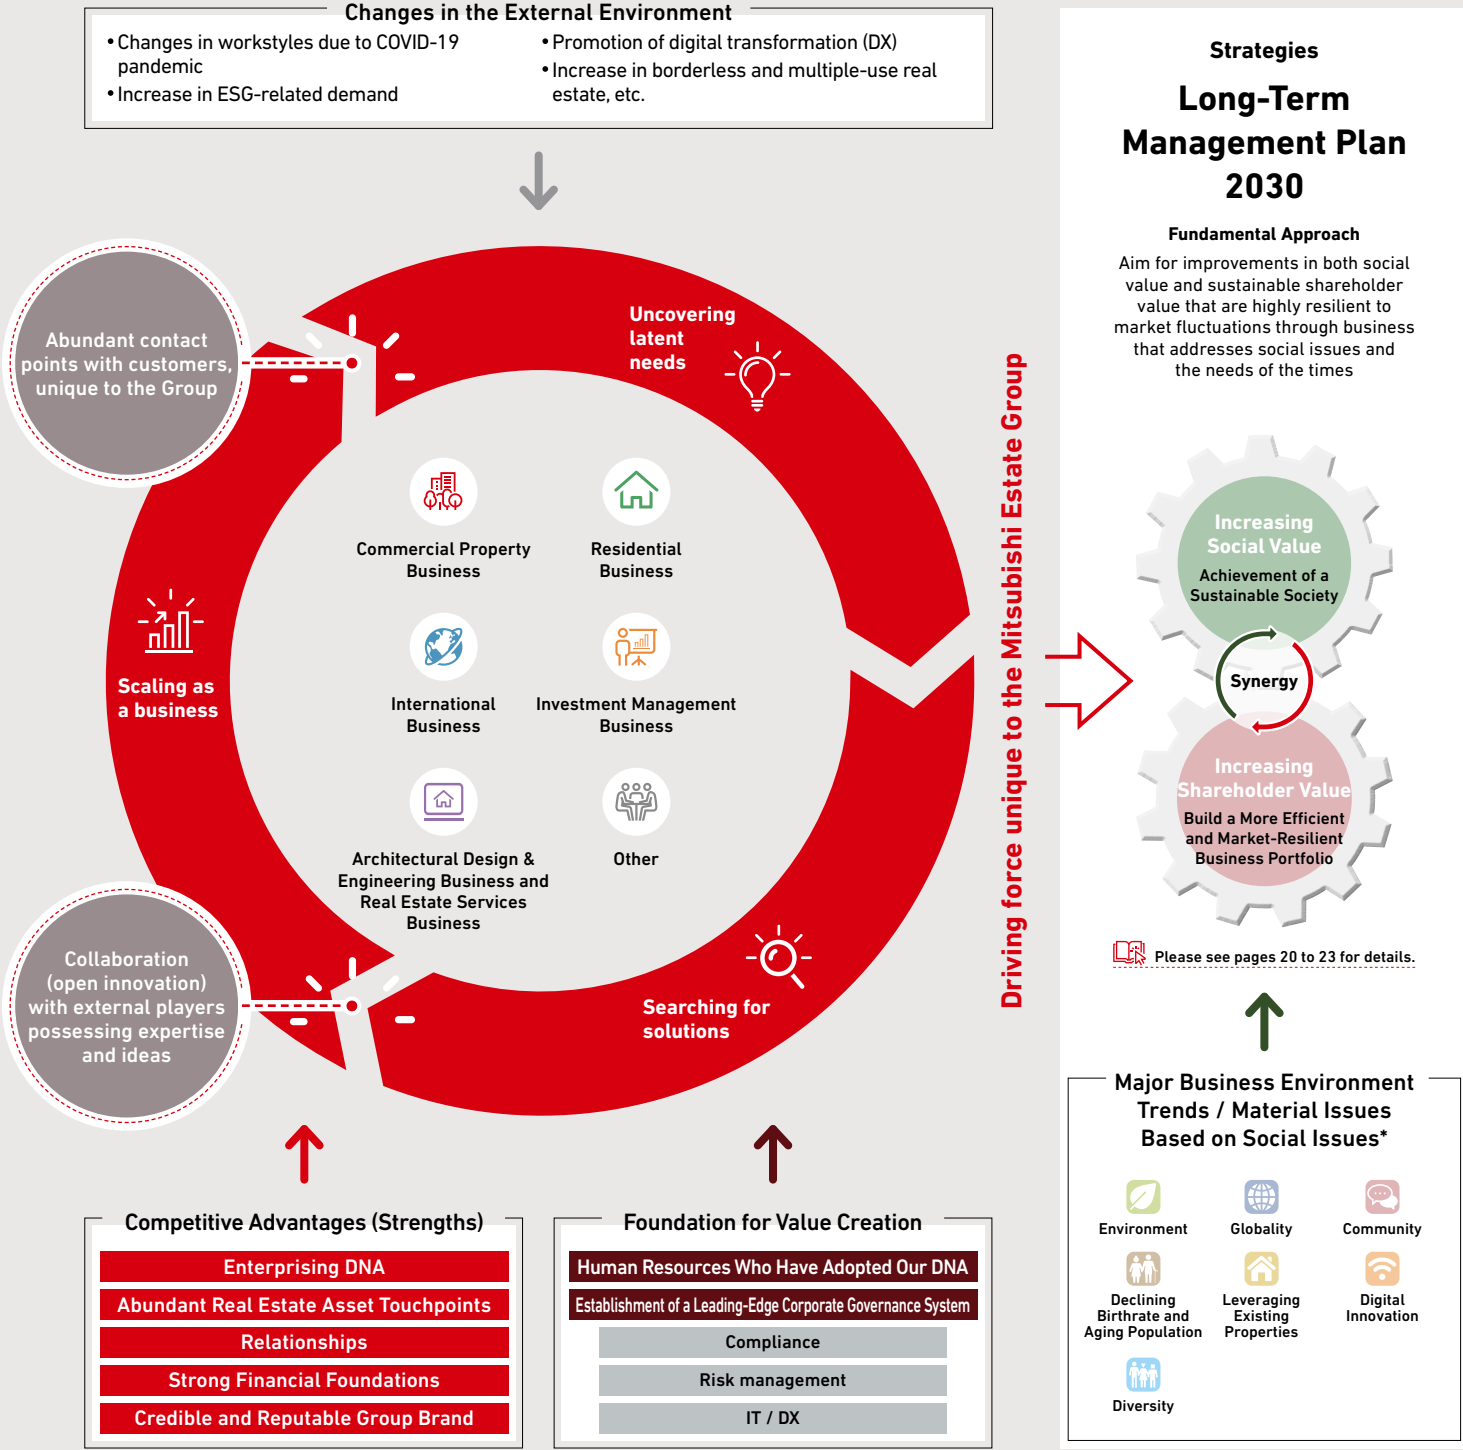 Changes in the External Environment
• Changes in workstyles due to COVID-19
pandemic
• Increase in ESG-related demand
• Promotion of digital transformation (DX)
• Increase in borderless and multiple-use real
estate, etc.
Abundant contact
points with customers,
unique to the Group
Uncovering
latent
needs
Commercial Property
Business
Residential
Business
International
Business
Investment Management
Business
Architectural Design &
Engineering Business and
Real Estate Services
Business
Other
Scaling as
a business
Collaboration
(open innovation)
with external players
possessing expertise
and ideas
Searching for
solutions
Driving force unique to the Mitsubishi Estate Group
Competitive Advantages (Strengths)
Enterprising DNA
Abundant Real Estate Asset Touchpoints
Relationships
Strong Financial Foundations
Credible and Reputable Group Brand
Foundation for Value Creation
Human Resources Who Have Adopted Our DNA
Establishment of a Leading-Edge Corporate Governance System
Compliance
Risk management
IT / DX
Strategies
Long-Term
Management Plan
2030
Fundamental Approach
Aim for improvements in both social
value and sustainable shareholder
value that are highly resilient to
market fluctuations through business
that addresses social issues and
the needs of the times
Increasing
Social Value
Achievement of a
Sustainable Society
Synergy
Increasing
Shareholder Value
Build a More Efficient
and Market-Resilient
Business Portfolio
Please see pages 20 to 23 for details.
Major Business Environment
Trends / Material Issues
Based on Social Issues*
Environment
Globality
Community
Declining
Birthrate and
Aging Population
Leveraging
Existing
Properties
Digital
Innovation
Diversity